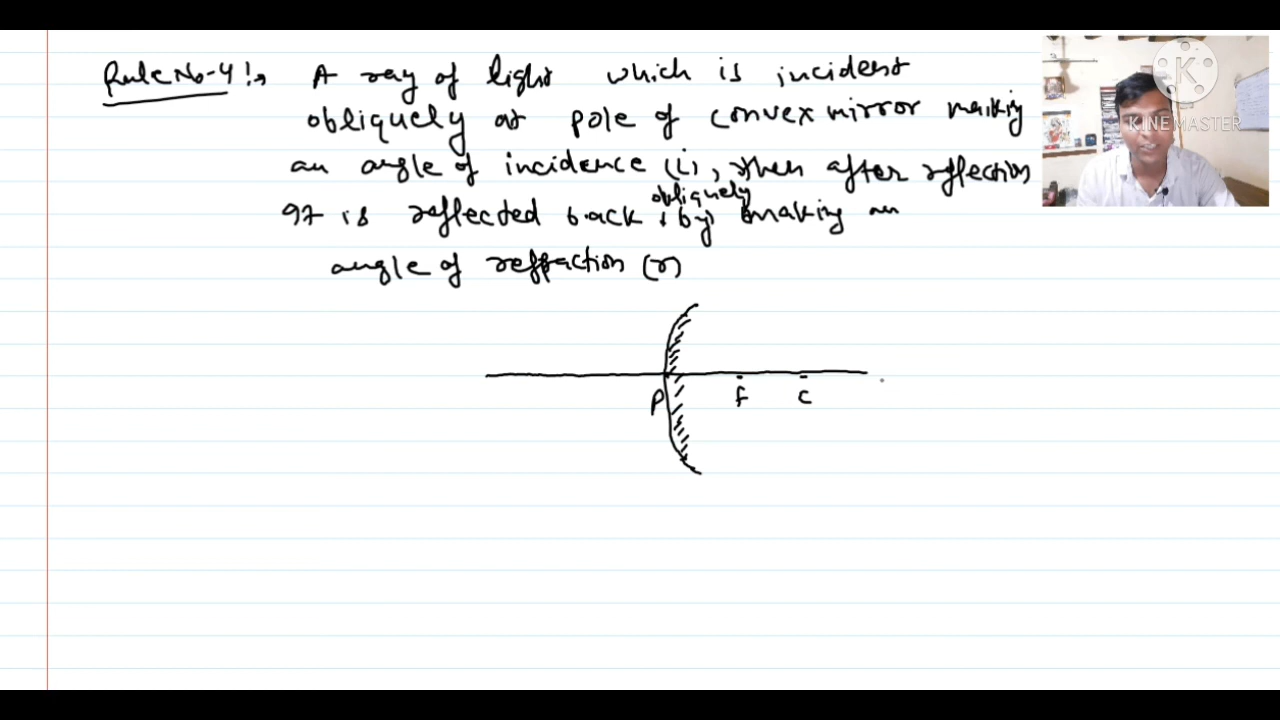 Rule No-4 :→ A ray of light which is incident
obliquely at pole of convex mirror making
an angle of incidence (i), then after reflection
obliquely
It is reflected back, by making an
angle of reffraction (r)
P F C
K
KINEMASTER